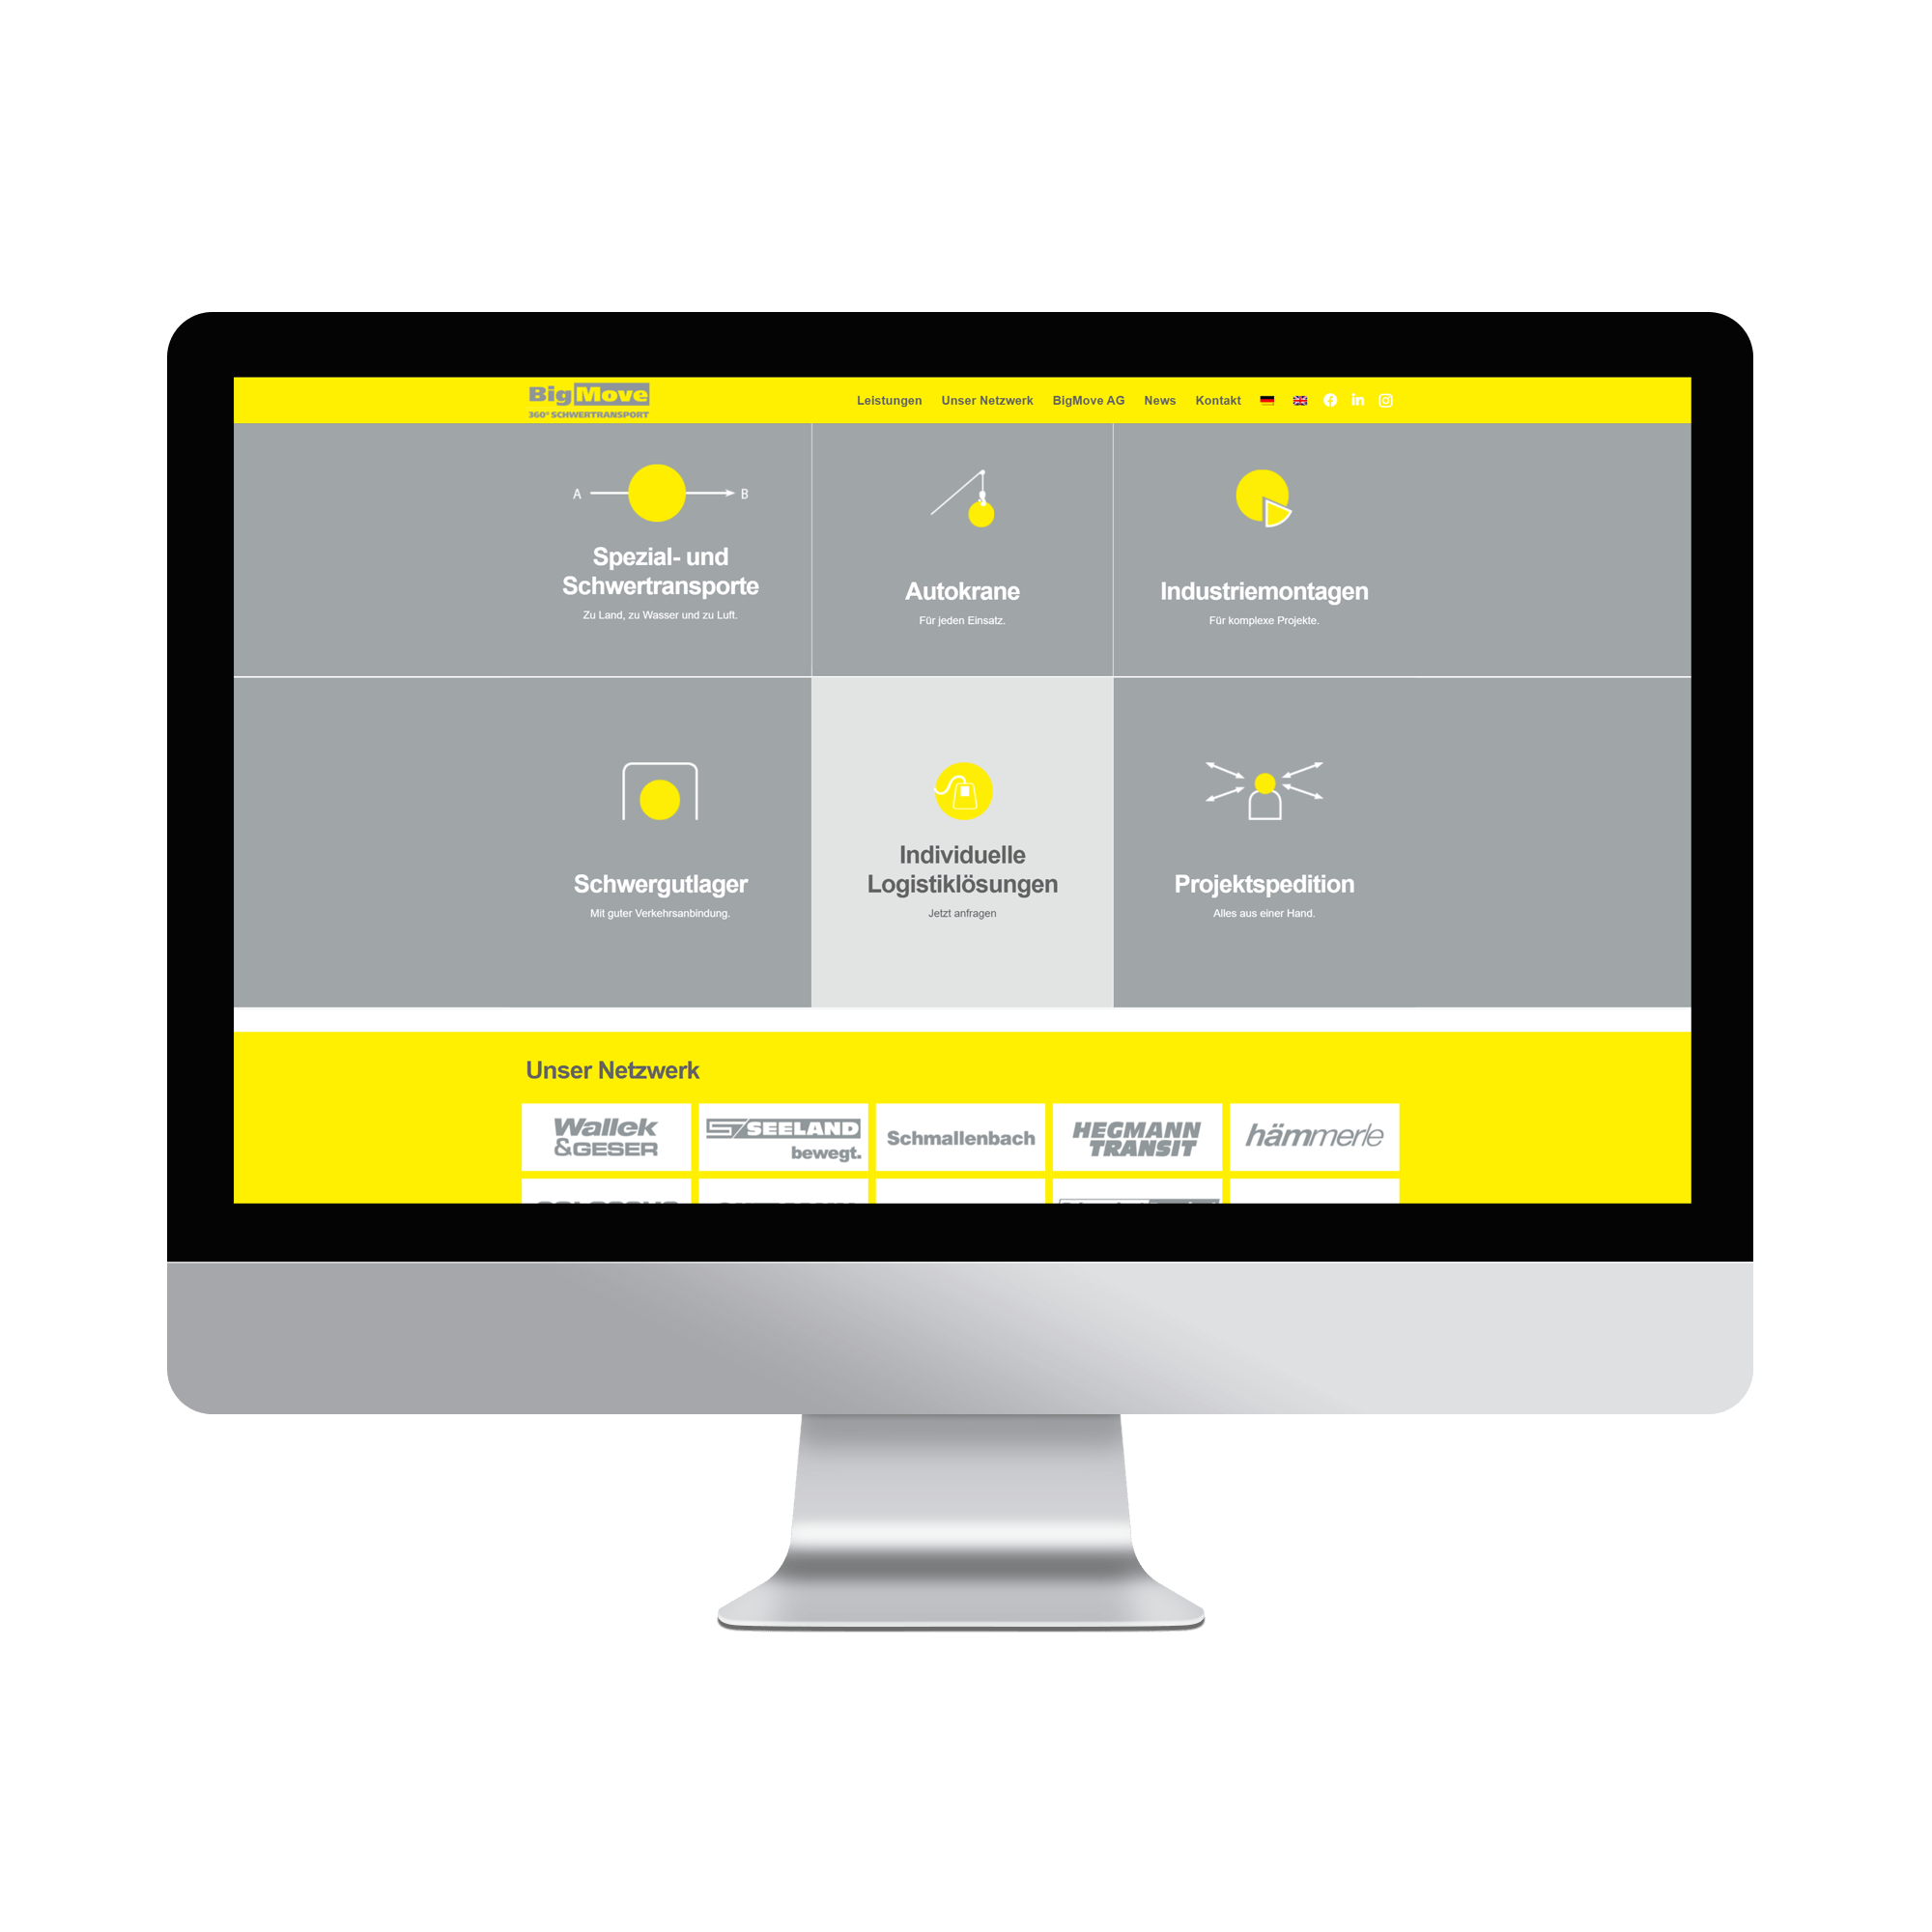 BigMove
360° SCHWERTRANSPORT
Leistungen Unser Netzwerk BigMove AG News Kontakt
A B
Spezial- und
Schwertransporte
Zu Land, zu Wasser und zu Luft.
Autokrane
Für jeden Einsatz.
Industriemontagen
Für komplexe Projekte.
Schwergutlager
Mit guter Verkehrsanbindung.
Individuelle
Logistiklösungen
Jetzt anfragen
Projektspedition
Alles aus einer Hand.
Unser Netzwerk
Wallek
&GESER
SEELAND
bewegt.
Schmallenbach
HEGMANN
TRANSIT
hämmerle